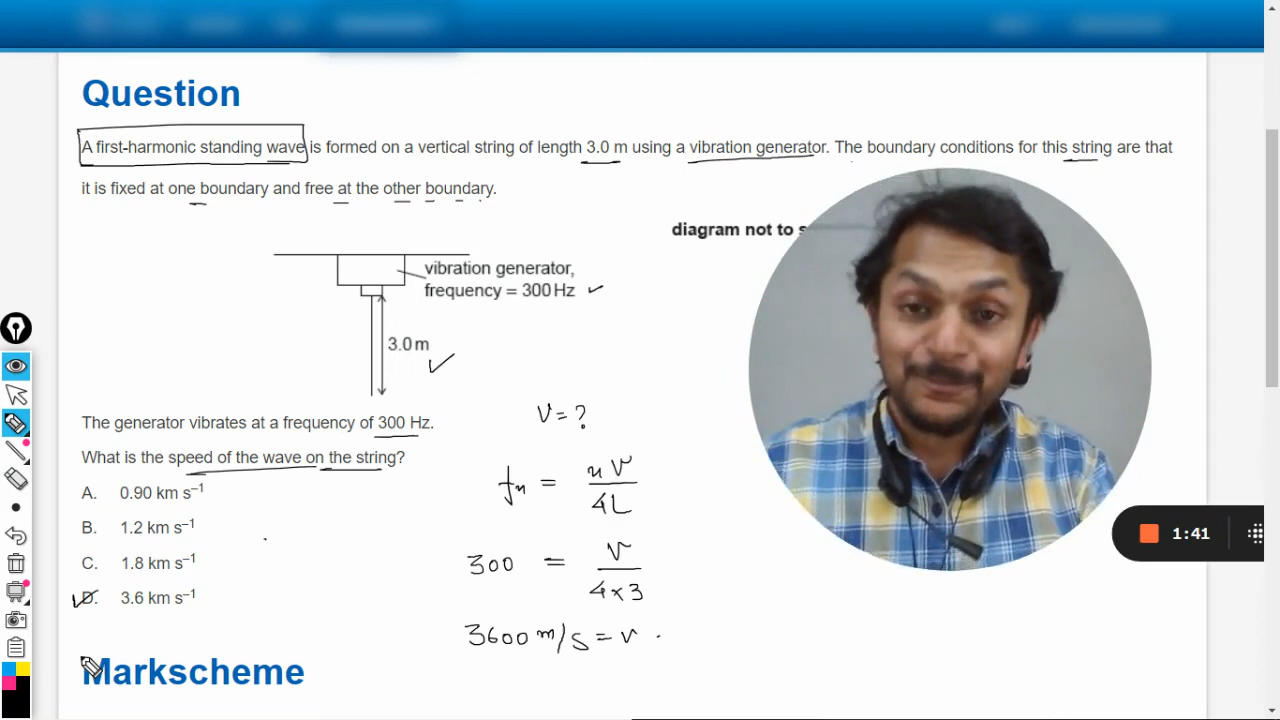 Question
A first-harmonic standing wave is formed on a vertical string of length 3.0 m using a vibration generator. The boundary conditions for this string are that
it is fixed at one boundary and free at the other boundary.
diagram not to s
vibration generator,
frequency = 300 Hz
3.0 m
The generator vibrates at a frequency of 300 Hz.
What is the speed of the wave on the string?
A. 0.90 km s⁻¹
B. 1.2 km s⁻¹
C. 1.8 km s⁻¹
D. 3.6 km s⁻¹
V = ?
fn = nV / 4L
300 = V / 4 x 3
3600 m/s = v
1:41
Markscheme